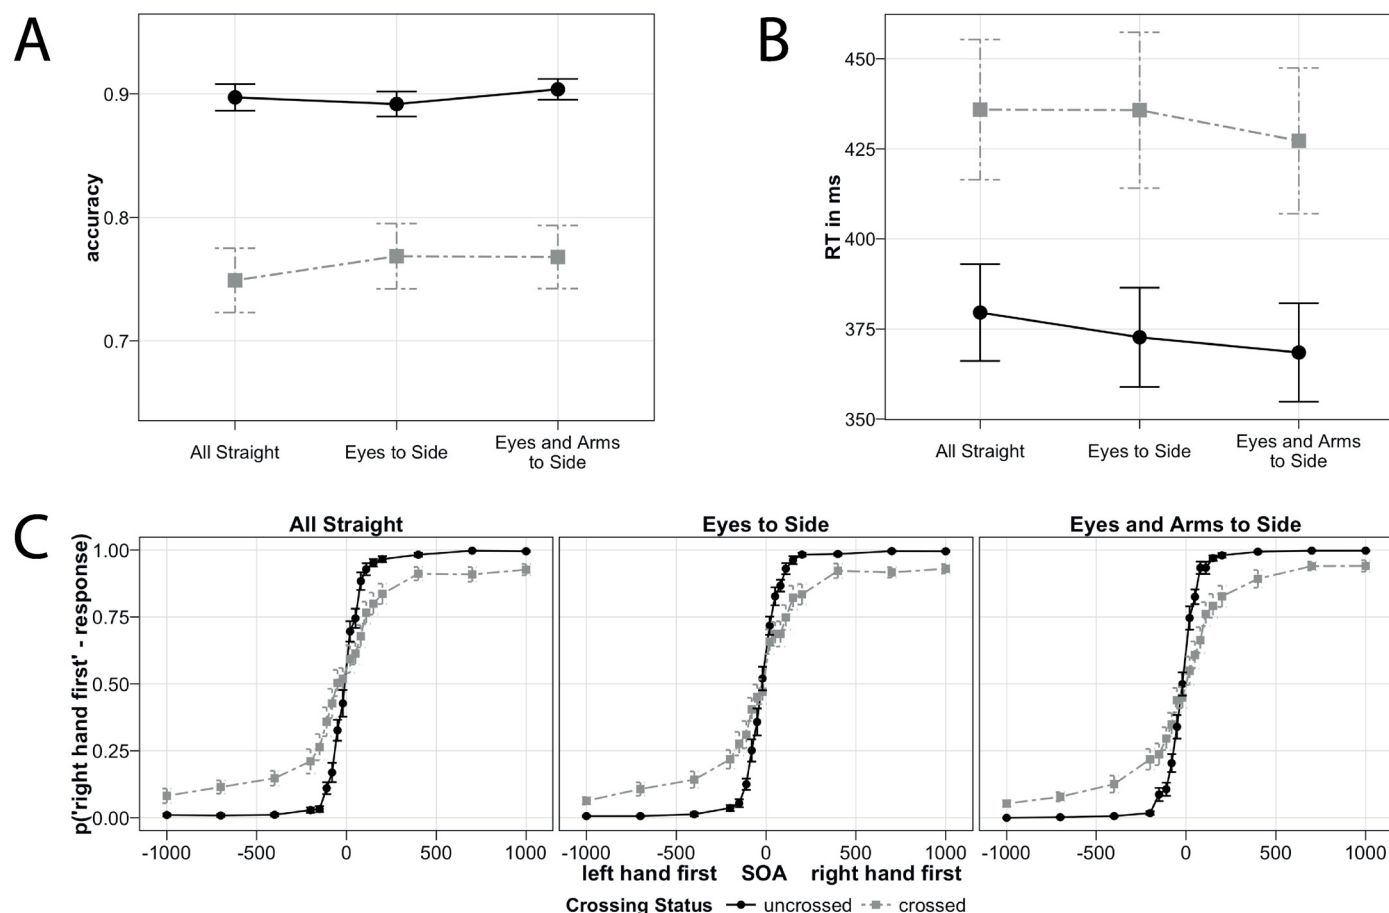 A
B
accuracy
0.9
0.8
0.7
All Straight
Eyes to Side
Eyes and Arms
to Side
RT in ms
450
425
400
375
350
All Straight
Eyes to Side
Eyes and Arms
to Side
C
All Straight
Eyes to Side
Eyes and Arms to Side
p('right hand first' - response)
1.00
0.75
0.50
0.25
0.00
-1000 -500 0 500 1000
-1000 -500 0 500 1000
-1000 -500 0 500 1000
left hand first SOA right hand first
Crossing Status uncrossed crossed